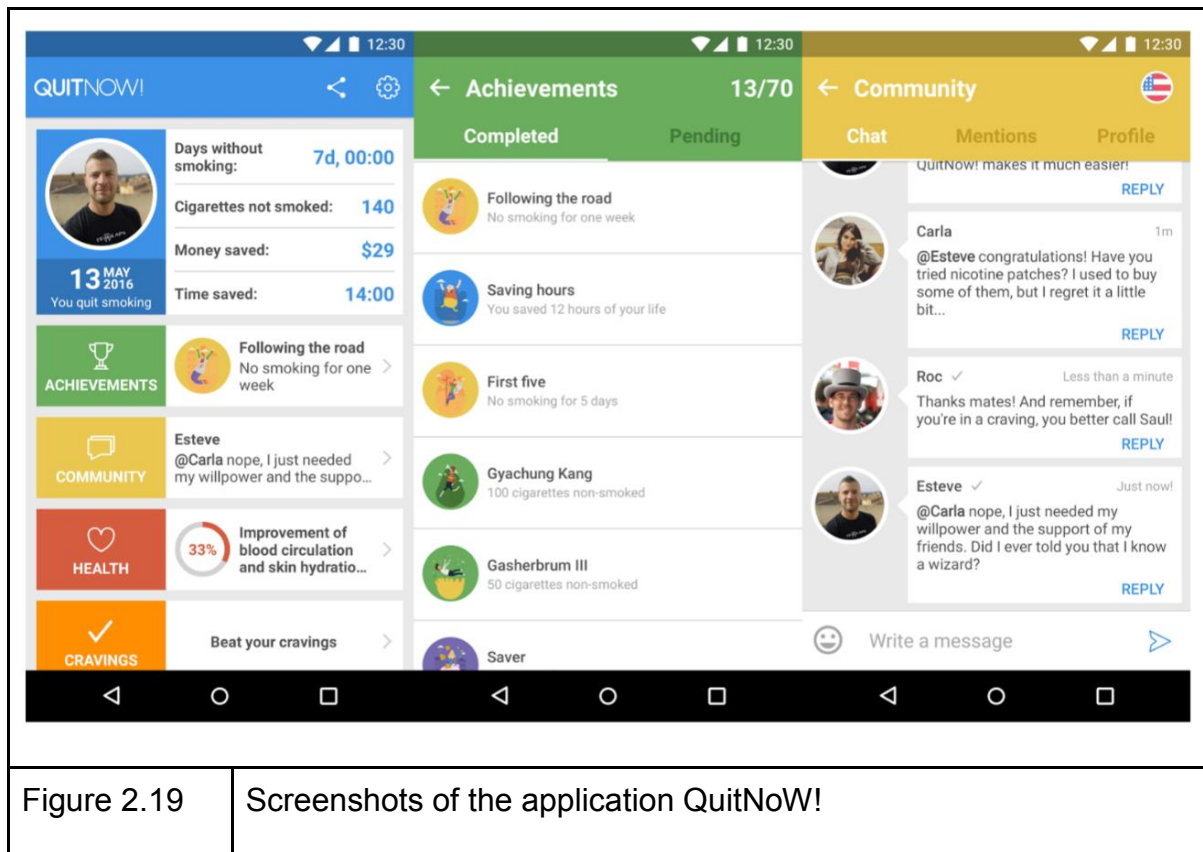 12:30
QUITNOW!
Days without
smoking:
7d, 00:00
Cigarettes not smoked:
140
Money saved:
$29
Time saved:
14:00
13 MAY
2016
You quit smoking
ACHIEVEMENTS
Following the road
No smoking for one
week
COMMUNITY
Esteve
@Carla nope, I just needed
my willpower and the suppo...
HEALTH
33%
Improvement of
blood circulation
and skin hydratio...
CRAVINGS
Beat your cravings
12:30
Achievements
13/70
Completed
Pending
Following the road
No smoking for one week
Saving hours
You saved 12 hours of your life
First five
No smoking for 5 days
Gyachung Kang
100 cigarettes non-smoked
Gasherbrum III
50 cigarettes non-smoked
Saver
12:30
Community
Chat
Mentions
Profile
QuitNow! makes it much easier!
REPLY
Carla
1m
@Esteve congratulations! Have you
tried nicotine patches? I used to buy
some of them, but I regret it a little
bit...
REPLY
Roc
Less than a minute
Thanks mates! And remember, if
you're in a craving, you better call Saul!
REPLY
Esteve
Just now!
@Carla nope, I just needed my
willpower and the support of my
friends. Did I ever told you that I know
a wizard?
REPLY
Write a message
Figure 2.19
Screenshots of the application QuitNoW!